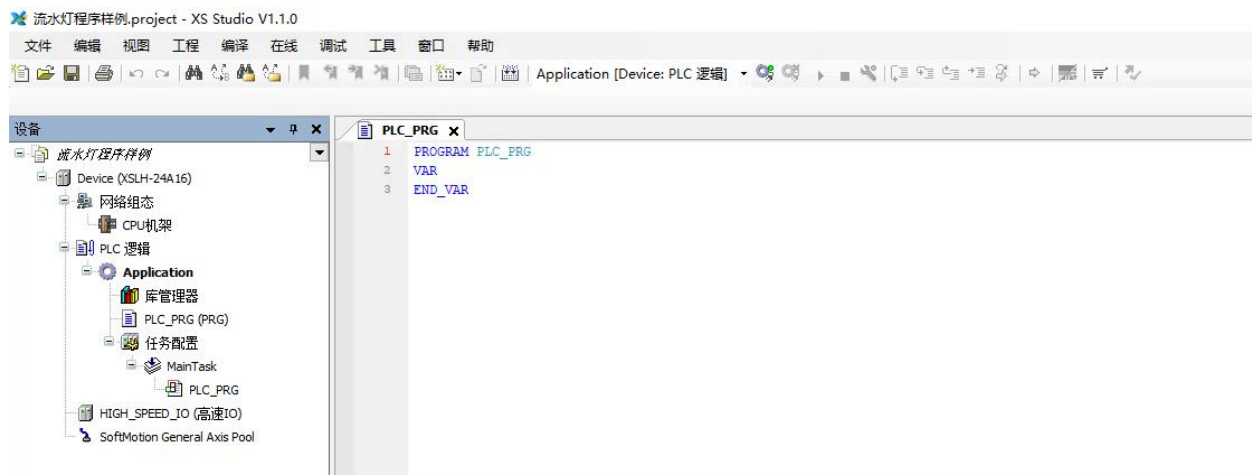 流水灯程序样例.project - XS Studio V1.1.0
文件 编辑 视图 工程 编译 在线 调试 工具 窗口 帮助
Application [Device: PLC 逻辑]
设备
PLC_PRG
流水灯程序样例
Device (XSLH-24A16)
网络组态
CPU机架
PLC 逻辑
Application
库管理器
PLC_PRG (PRG)
任务配置
MainTask
PLC_PRG
HIGH_SPEED_IO (高速IO)
SoftMotion General Axis Pool
1 PROGRAM PLC_PRG
2 VAR
3 END_VAR